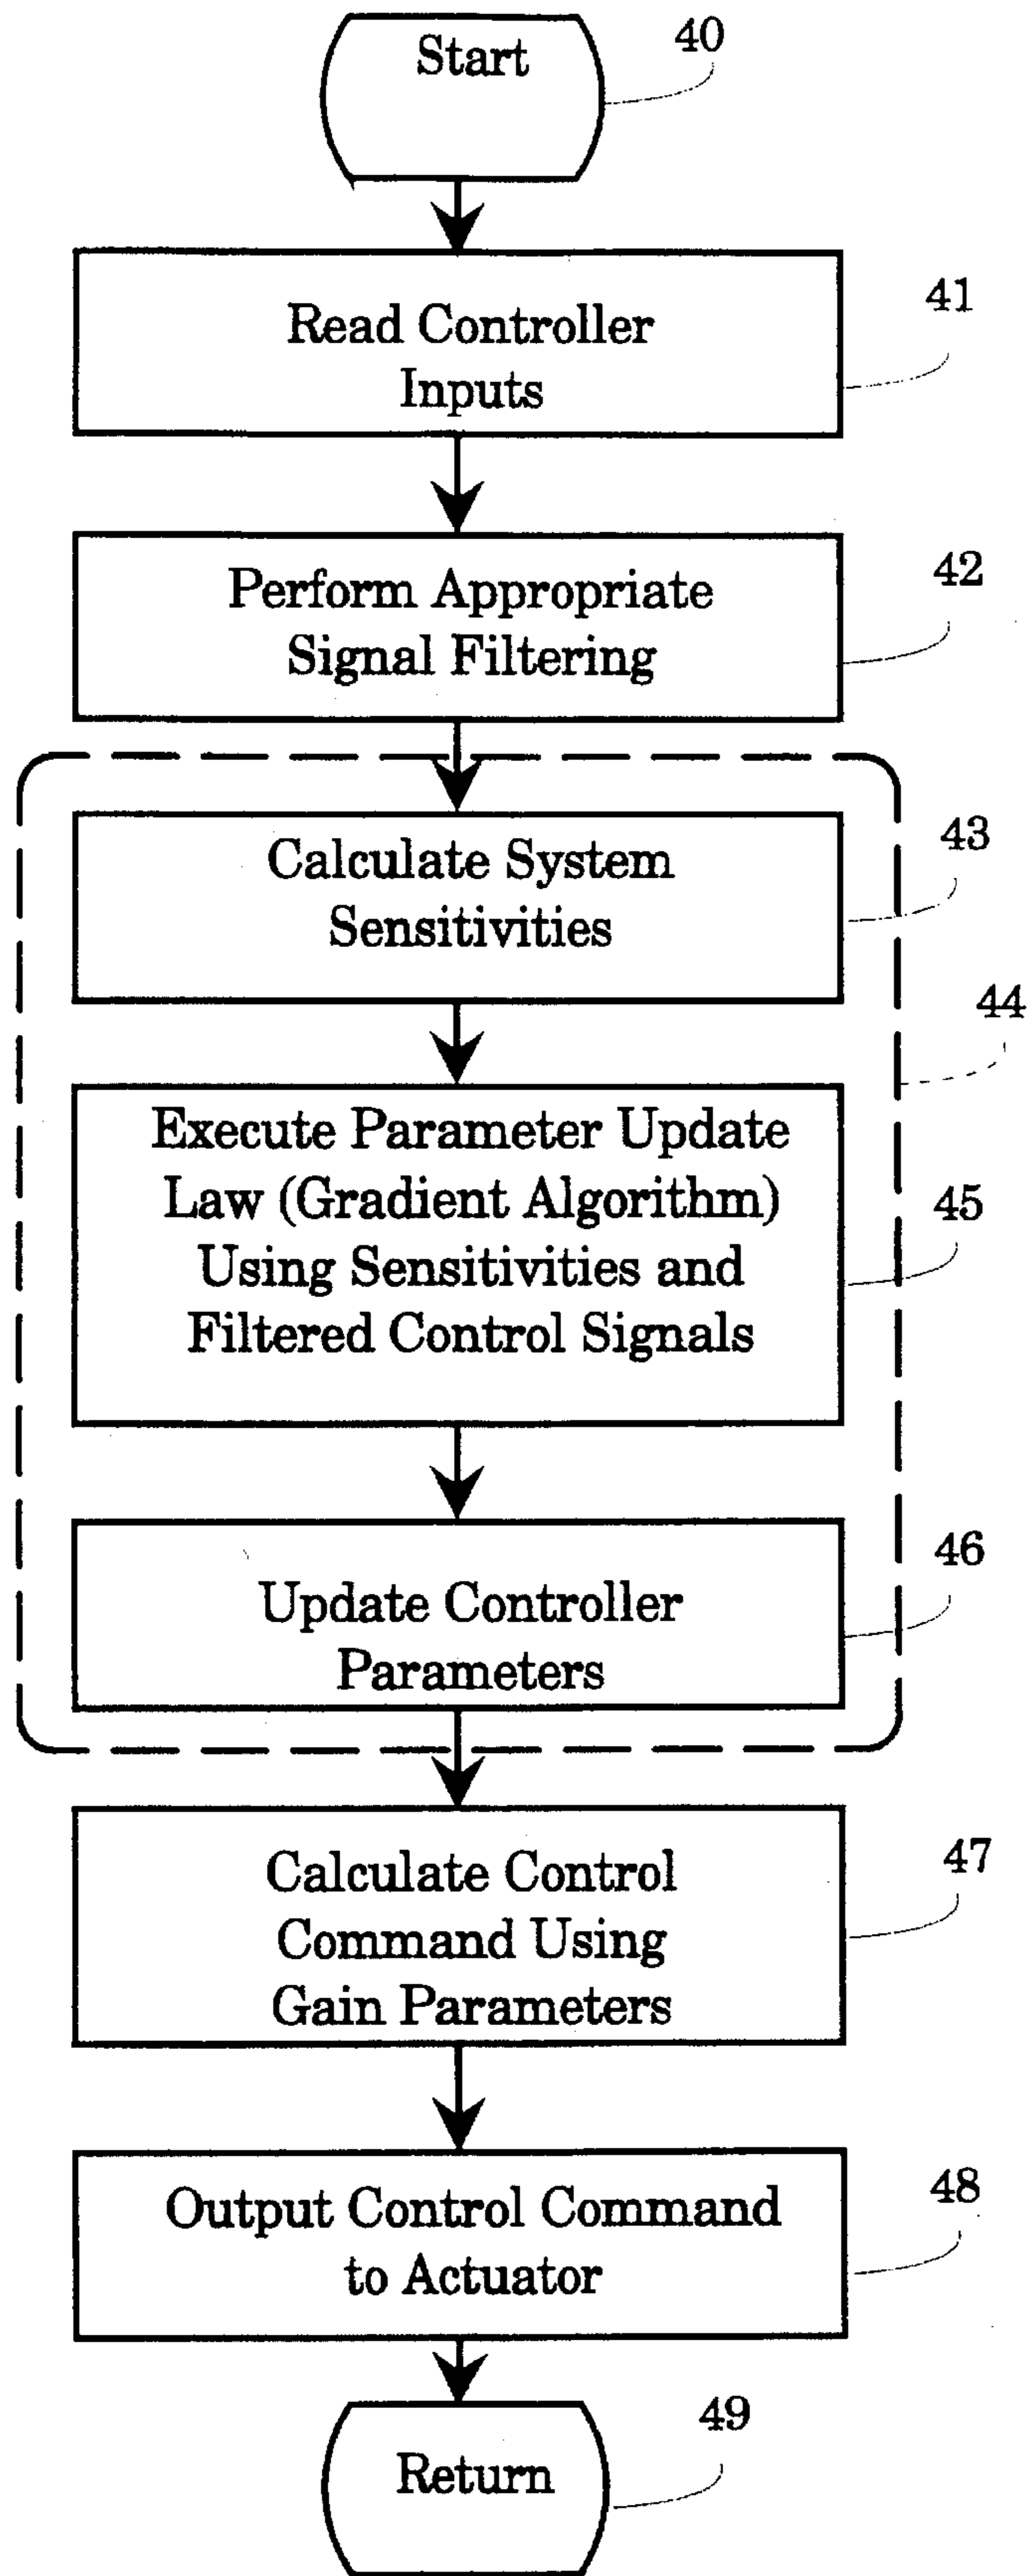 Start
40
Read Controller
Inputs
41
Perform Appropriate
Signal Filtering
42
Calculate System
Sensitivities
43
44
Execute Parameter Update
Law (Gradient Algorithm)
Using Sensitivities and
Filtered Control Signals
45
Update Controller
Parameters
46
Calculate Control
Command Using
Gain Parameters
47
Output Control Command
to Actuator
48
Return
49